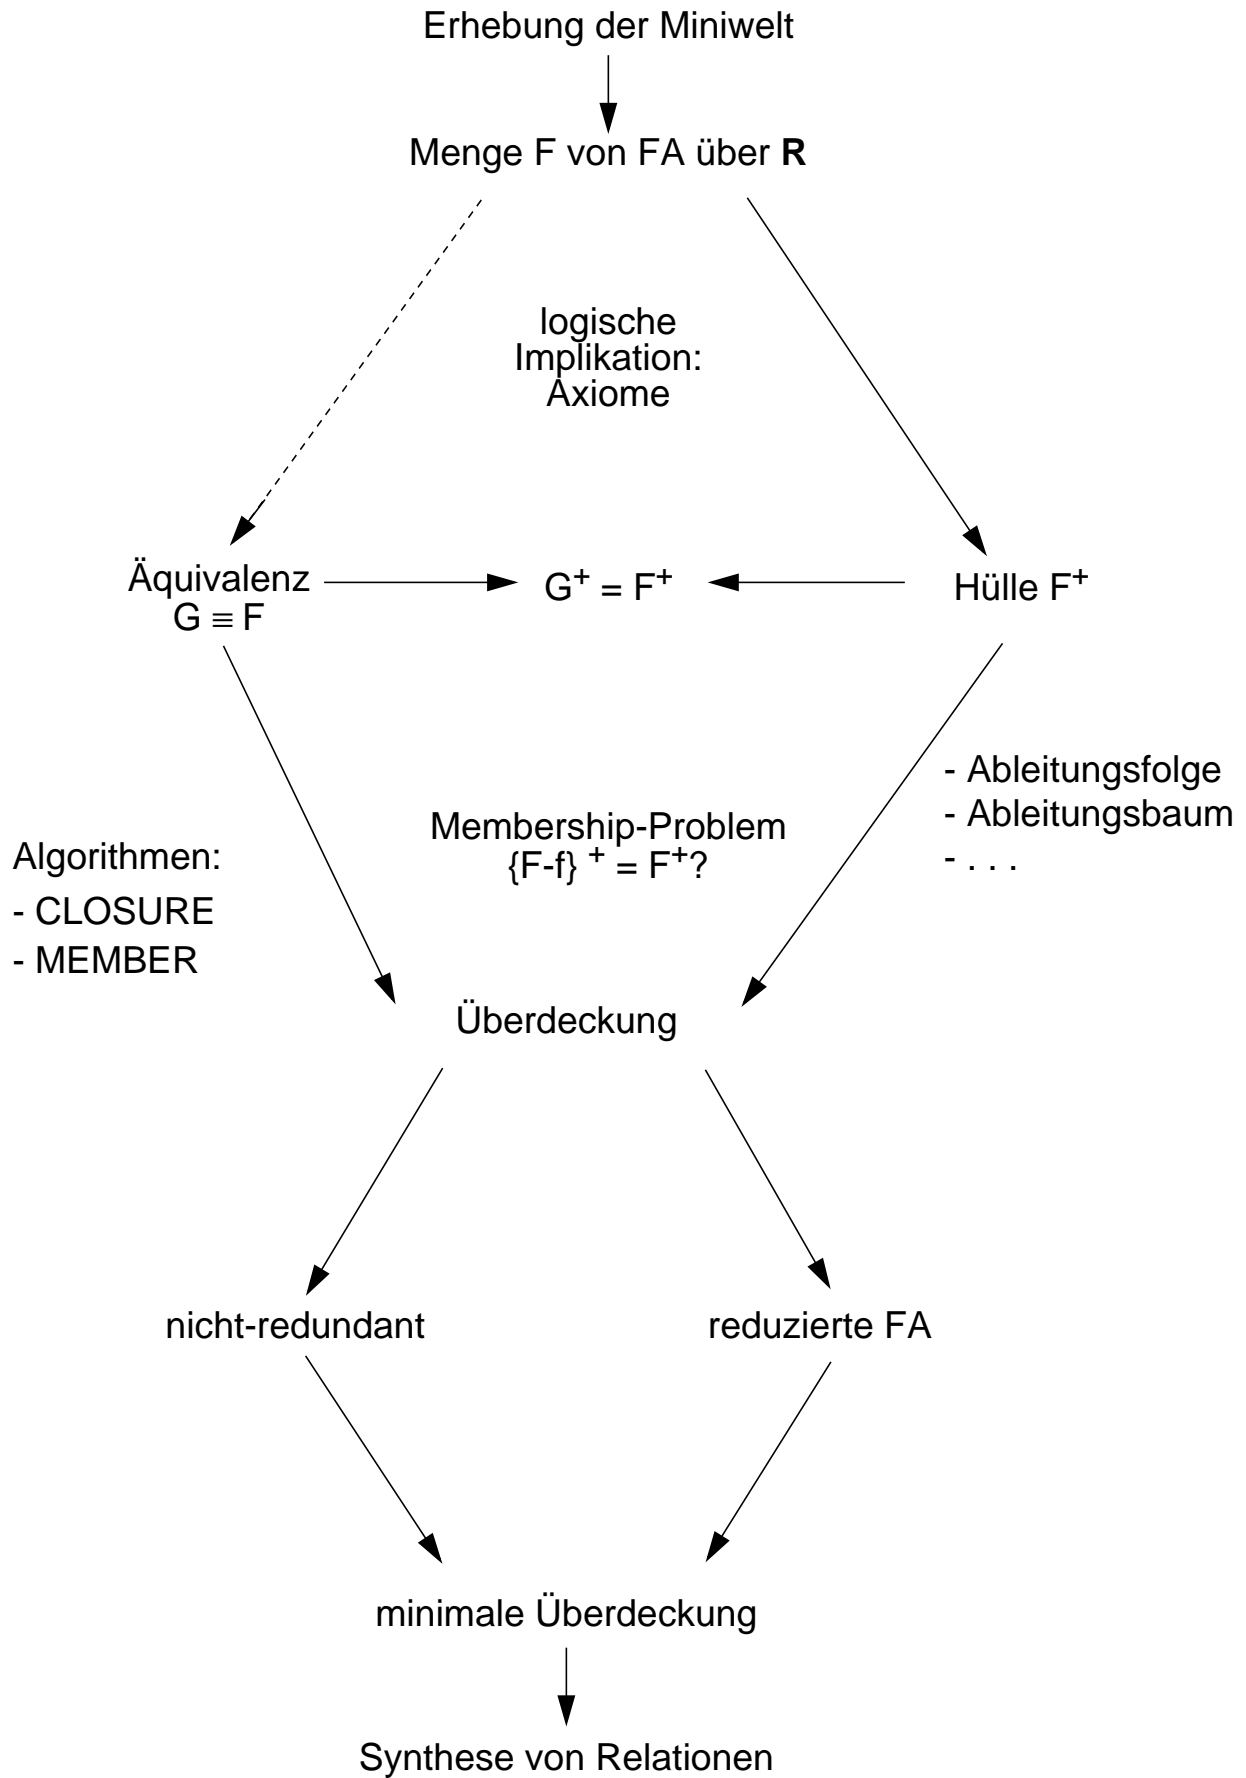 Erhebung der Miniwelt
Menge F von FA über R
logische
Implikation:
Axiome
Äquivalenz
G ≡ F
G⁺ = F⁺
Hülle F⁺
- Ableitungsfolge
- Ableitungsbaum
- . . .
Membership-Problem
{F-f} ⁺ = F⁺?
Algorithmen:
- CLOSURE
- MEMBER
Überdeckung
nicht-redundant
reduzierte FA
minimale Überdeckung
Synthese von Relationen